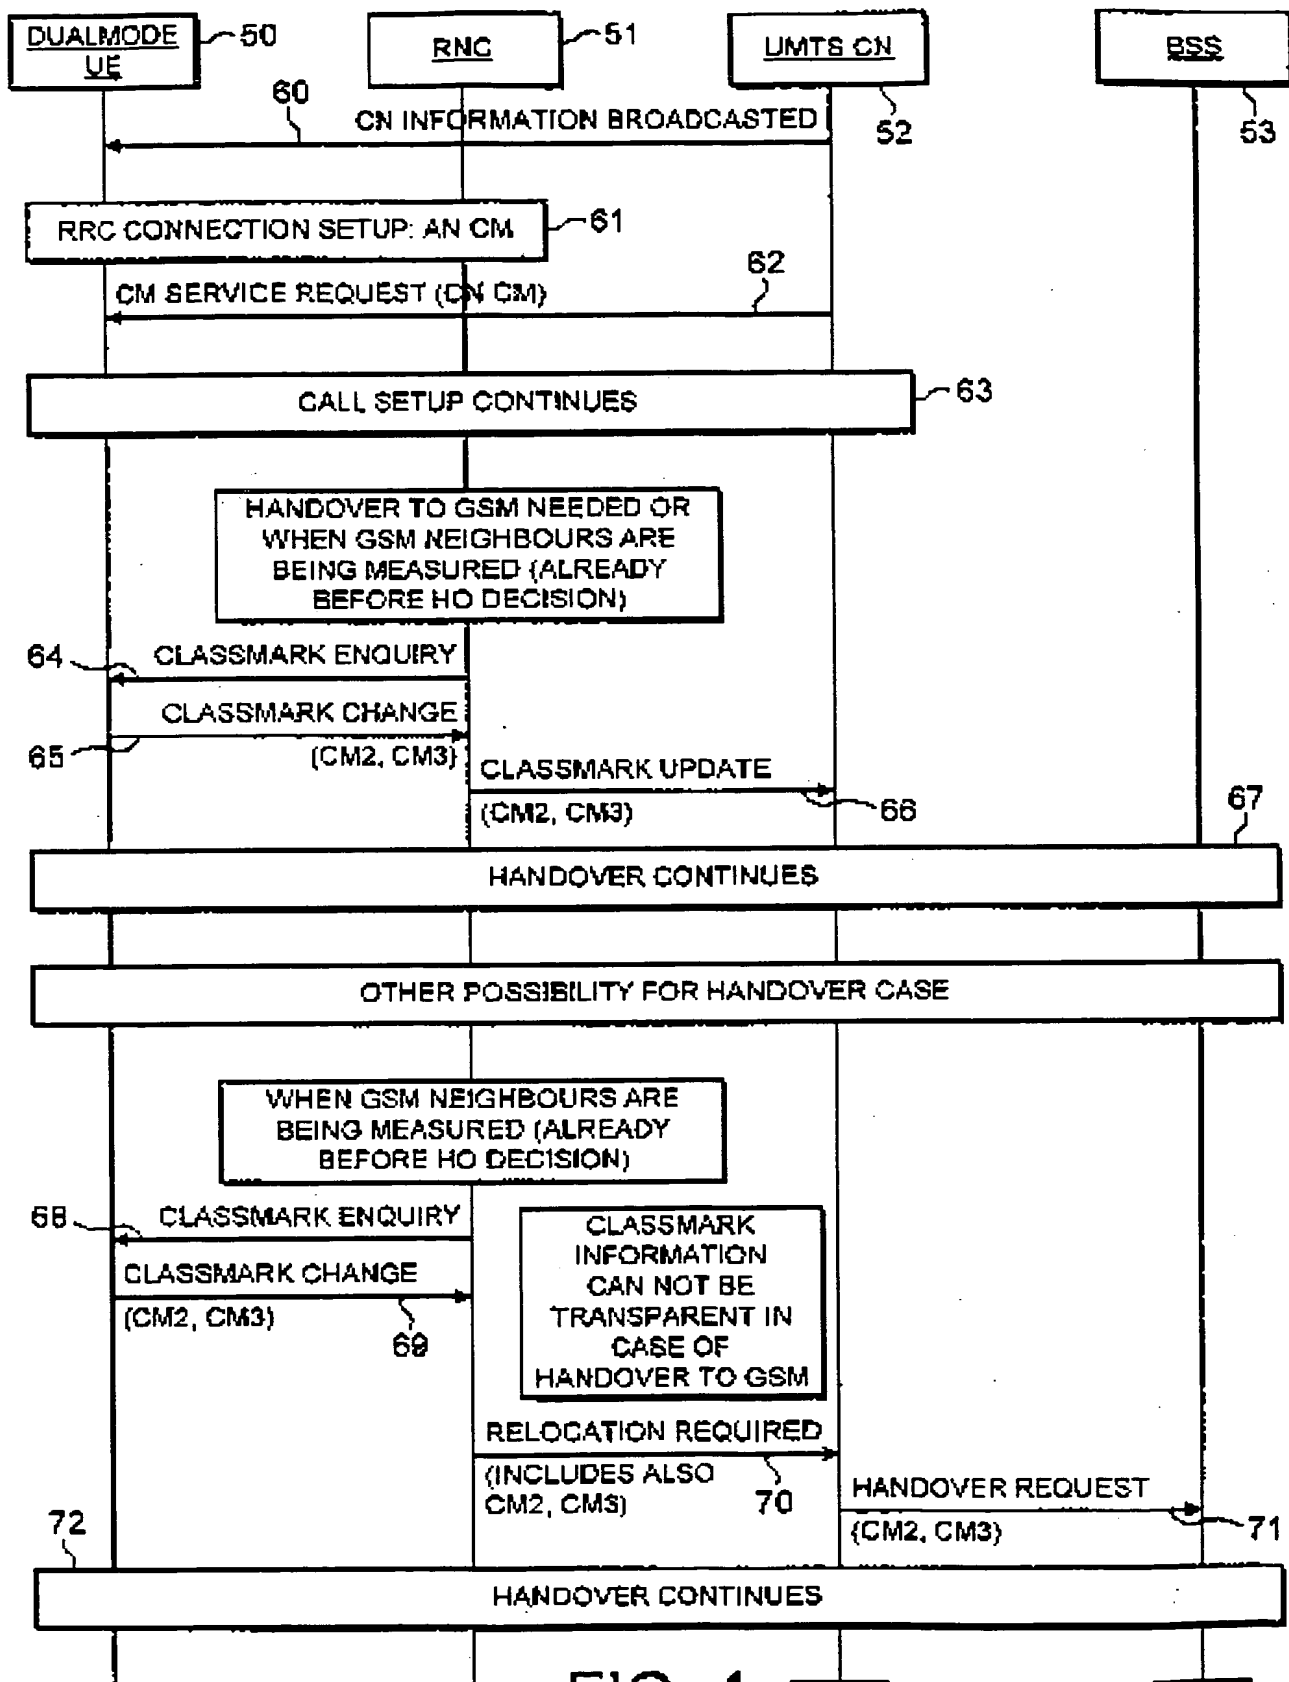 DUALMODE
UE
50
RNC
51
UMTS CN
52
BSS
53
60
CN INFORMATION BROADCASTED
RRC CONNECTION SETUP: AN CM
61
62
CM SERVICE REQUEST (CN CM)
CALL SETUP CONTINUES
63
HANDOVER TO GSM NEEDED OR
WHEN GSM NEIGHBOURS ARE
BEING MEASURED (ALREADY
BEFORE HO DECISION)
64
CLASSMARK ENQUIRY
CLASSMARK CHANGE
65
(CM2, CM3)
CLASSMARK UPDATE
(CM2, CM3)
66
67
HANDOVER CONTINUES
OTHER POSSIBILITY FOR HANDOVER CASE
WHEN GSM NEIGHBOURS ARE
BEING MEASURED (ALREADY
BEFORE HO DECISION)
68
CLASSMARK ENQUIRY
CLASSMARK CHANGE
(CM2, CM3)
69
CLASSMARK
INFORMATION
CAN NOT BE
TRANSPARENT IN
CASE OF
HANDOVER TO GSM
RELOCATION REQUIRED
(INCLUDES ALSO
CM2, CM3)
70
HANDOVER REQUEST
(CM2, CM3)
71
72
HANDOVER CONTINUES